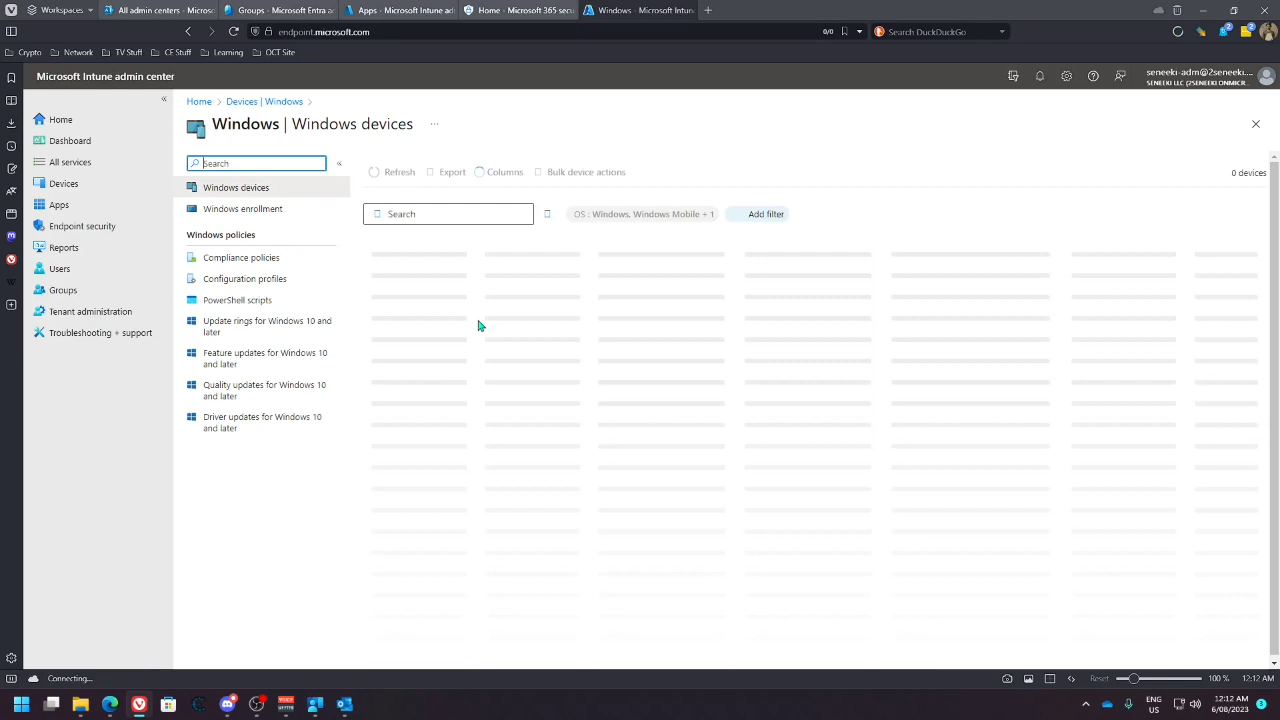 Workspaces
All admin centers - Microso
Groups - Microsoft Entra a
Apps - Microsoft Intune ad
Home - Microsoft 365 secu
Windows - Microsoft Intun
endpoint.microsoft.com
0/0
Search DuckDuckGo
2
2
Crypto
Network
TV Stuff
CE Stuff
Learning
OCT Site
Microsoft Intune admin center
seneeki-adm@2seneeki....
SENEEKI LLC (2SENEEKI.ONMICR...
Home
Dashboard
All services
Devices
Apps
Endpoint security
Reports
Users
Groups
Tenant administration
Troubleshooting + support
Home > Devices | Windows >
Windows | Windows devices
...
Search
Windows devices
Windows enrollment
Windows policies
Compliance policies
Configuration profiles
PowerShell scripts
Update rings for Windows 10 and
later
Feature updates for Windows 10
and later
Quality updates for Windows 10
and later
Driver updates for Windows 10
and later
Refresh
Export
Columns
Bulk device actions
0 devices
Search
OS : Windows, Windows Mobile + 1
Add filter
Connecting...
Reset
100 %
12:12 AM
ENG
US
12:12 AM
6/08/2023
3